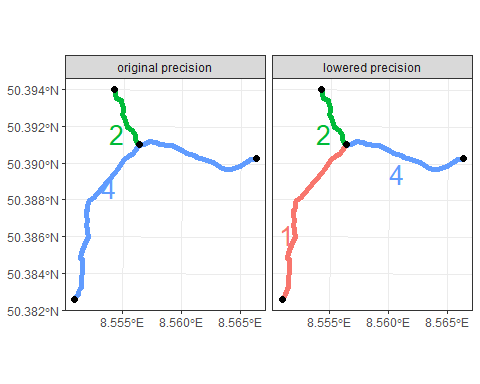 original precision
lowered precision
50.394°N
50.392°N
50.390°N
50.388°N
50.386°N
50.384°N
50.382°N
2
4
2
4
1
8.555°E 8.560°E 8.565°E
8.555°E 8.560°E 8.565°E